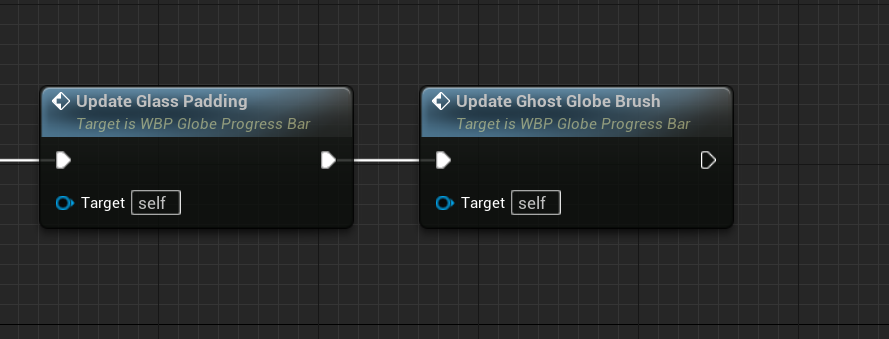 Update Glass Padding
Target is WBP Globe Progress Bar
Target self
Update Ghost Globe Brush
Target is WBP Globe Progress Bar
Target self